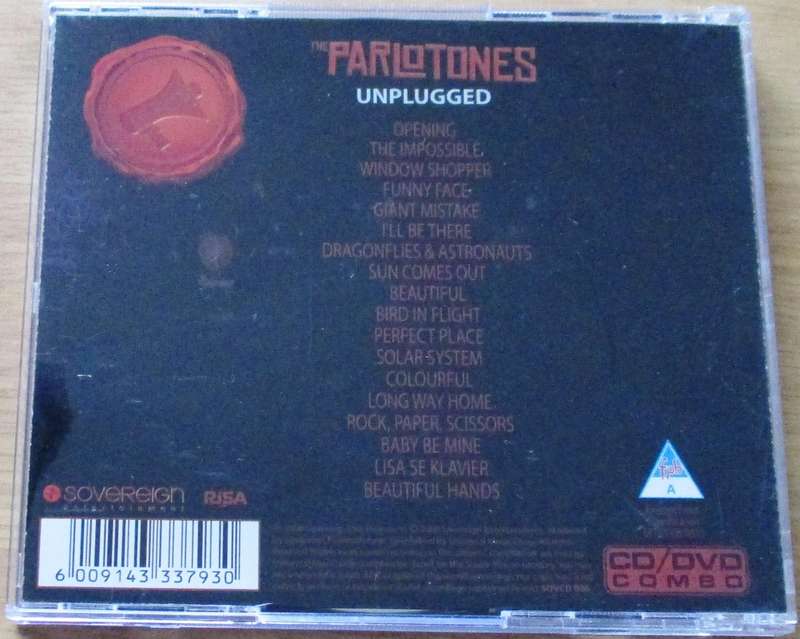 THE PARLOTONES
UNPLUGGED
OPENING
THE IMPOSSIBLE
WINDOW SHOPPER
FUNNY FACE
GIANT MISTAKE
I'LL BE THERE
DRAGONFLIES & ASTRONAUTS
SUN COMES OUT
BEAUTIFUL
BIRD IN FLIGHT
PERFECT PLACE
SOLAR SYSTEM
COLOURFUL
LONG WAY HOME
ROCK, PAPER, SCISSORS
BABY BE MINE
LISA SE KLAVIER
BEAUTIFUL HANDS
A
sovereign
entertainment
RISA
6 009143 337930
CD/DVD
COMBO